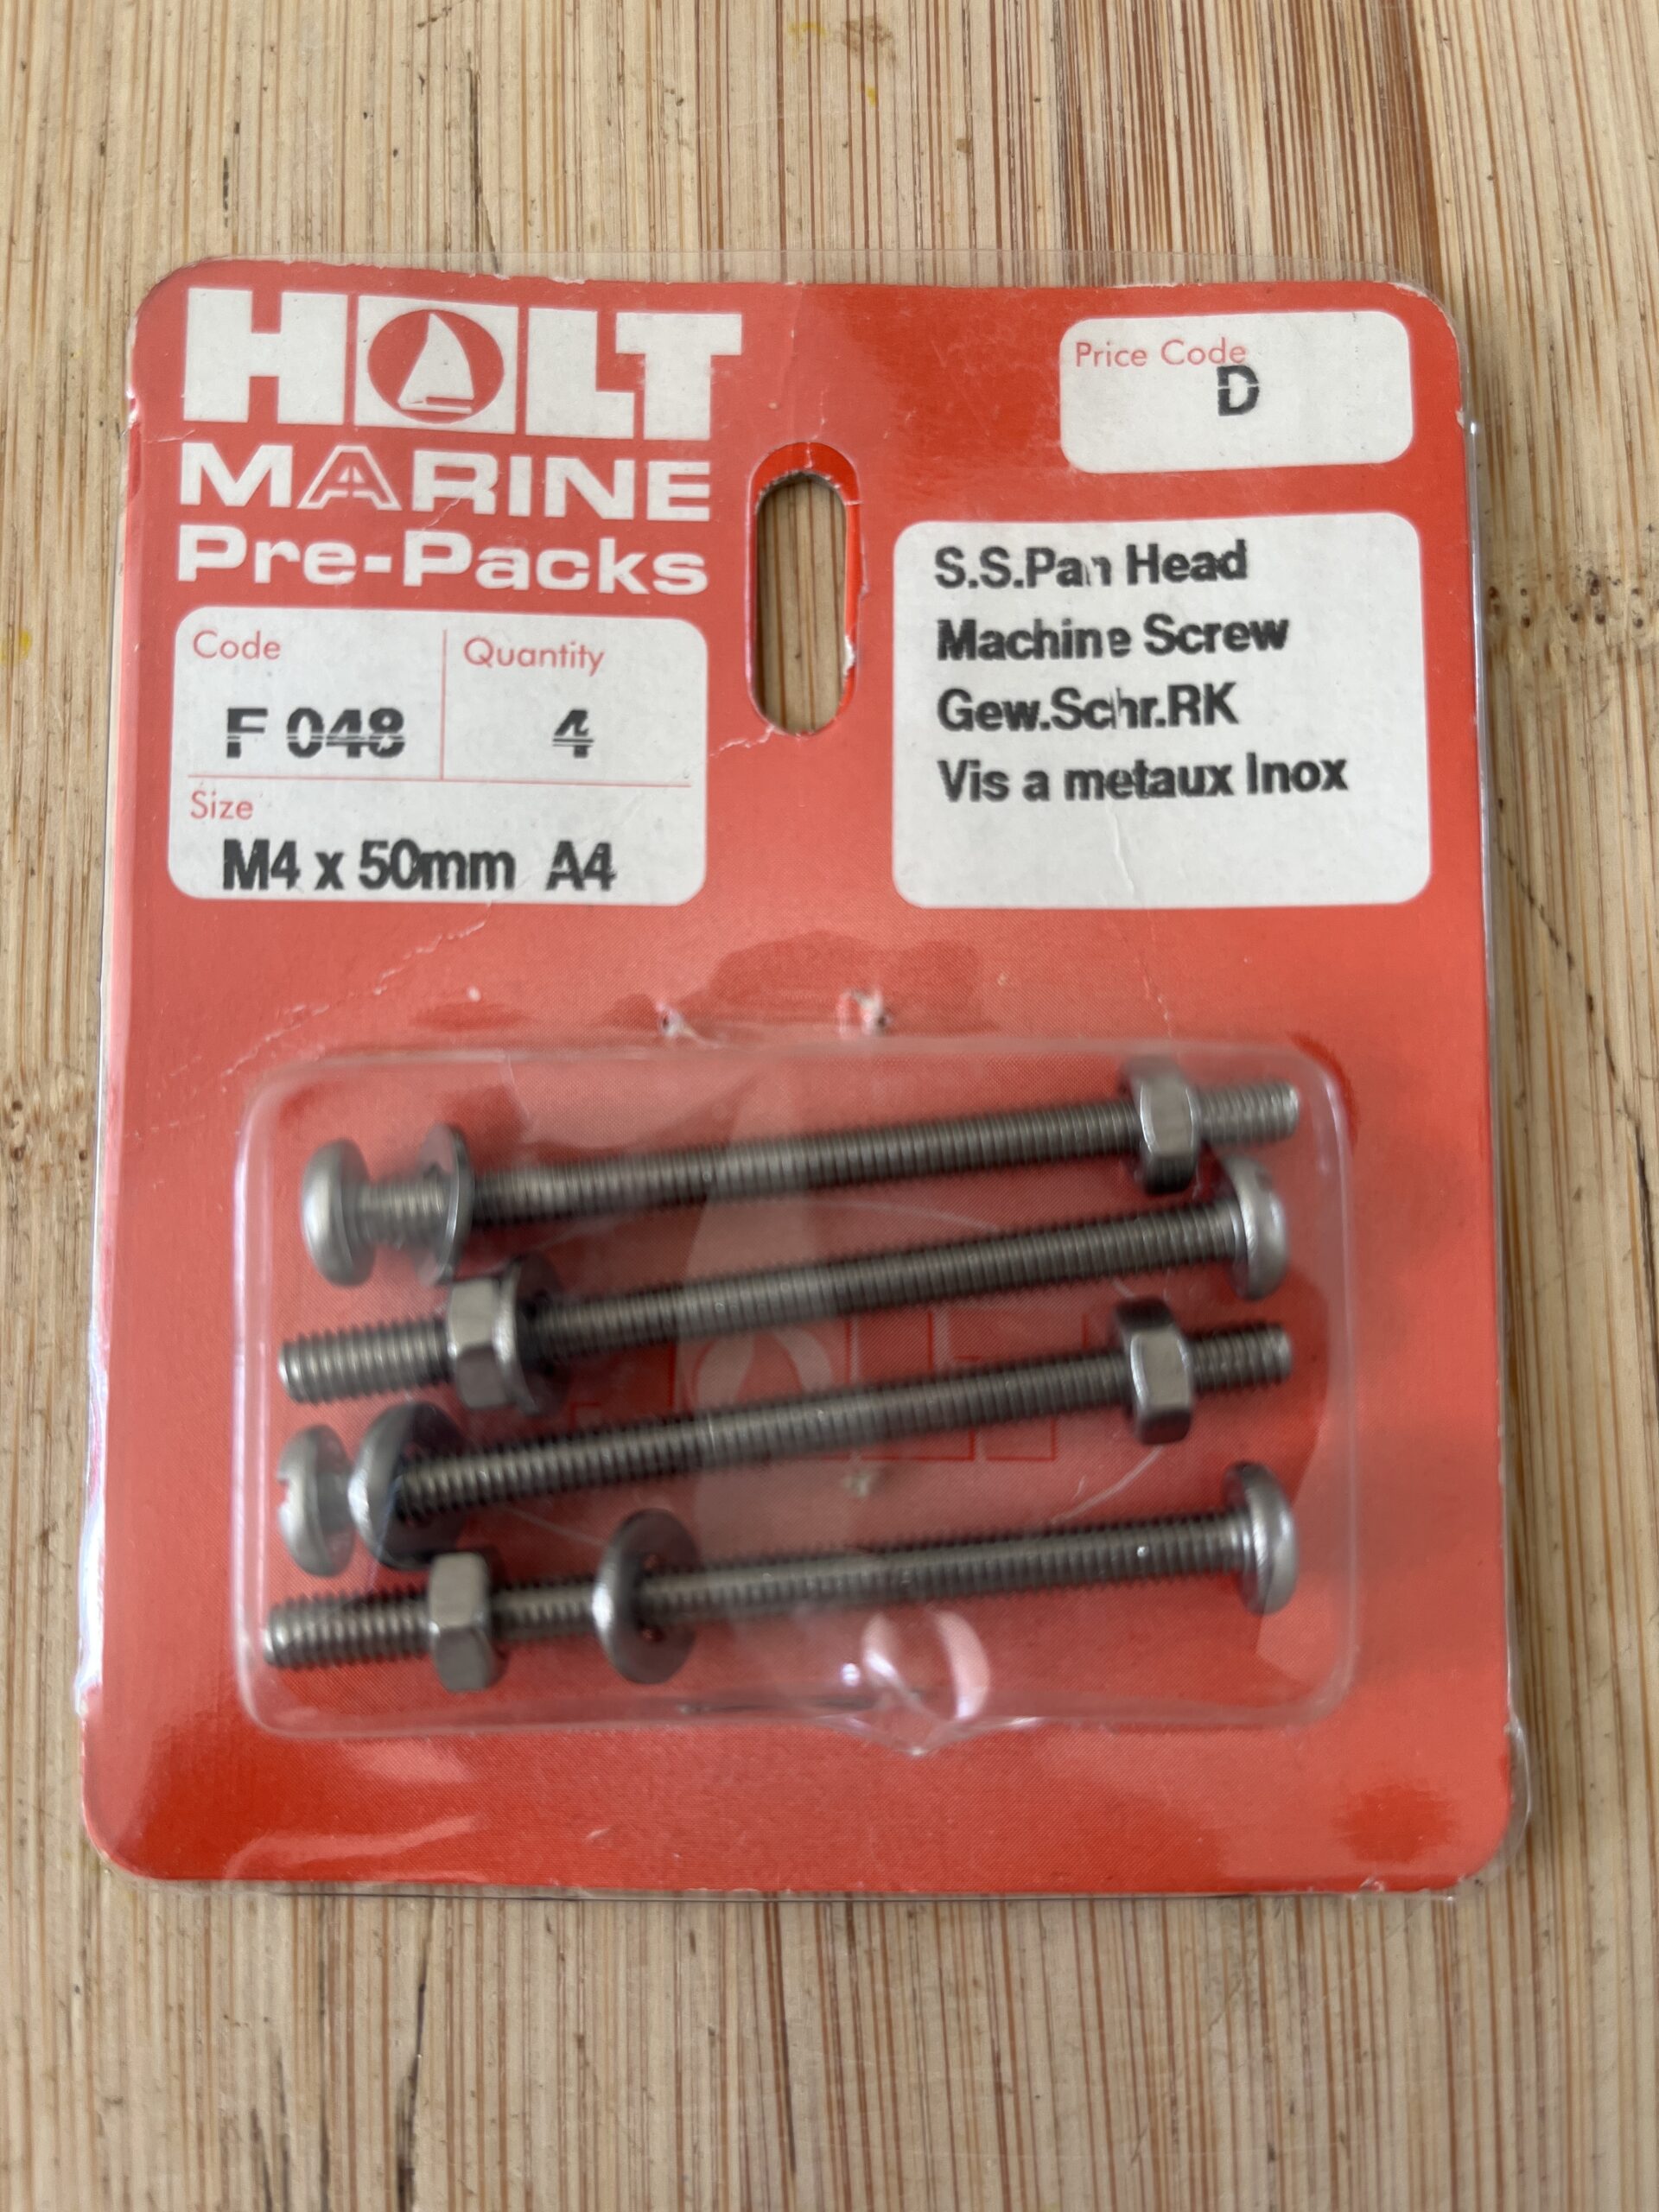 HOLT
MARINE
Pre-Packs
Price Code
D
Code
F 048
Quantity
4
Size
M4 x 50mm A4
S.S.Pan Head
Machine Screw
Gew.Schr.RK
Vis a metaux Inox
HOLT